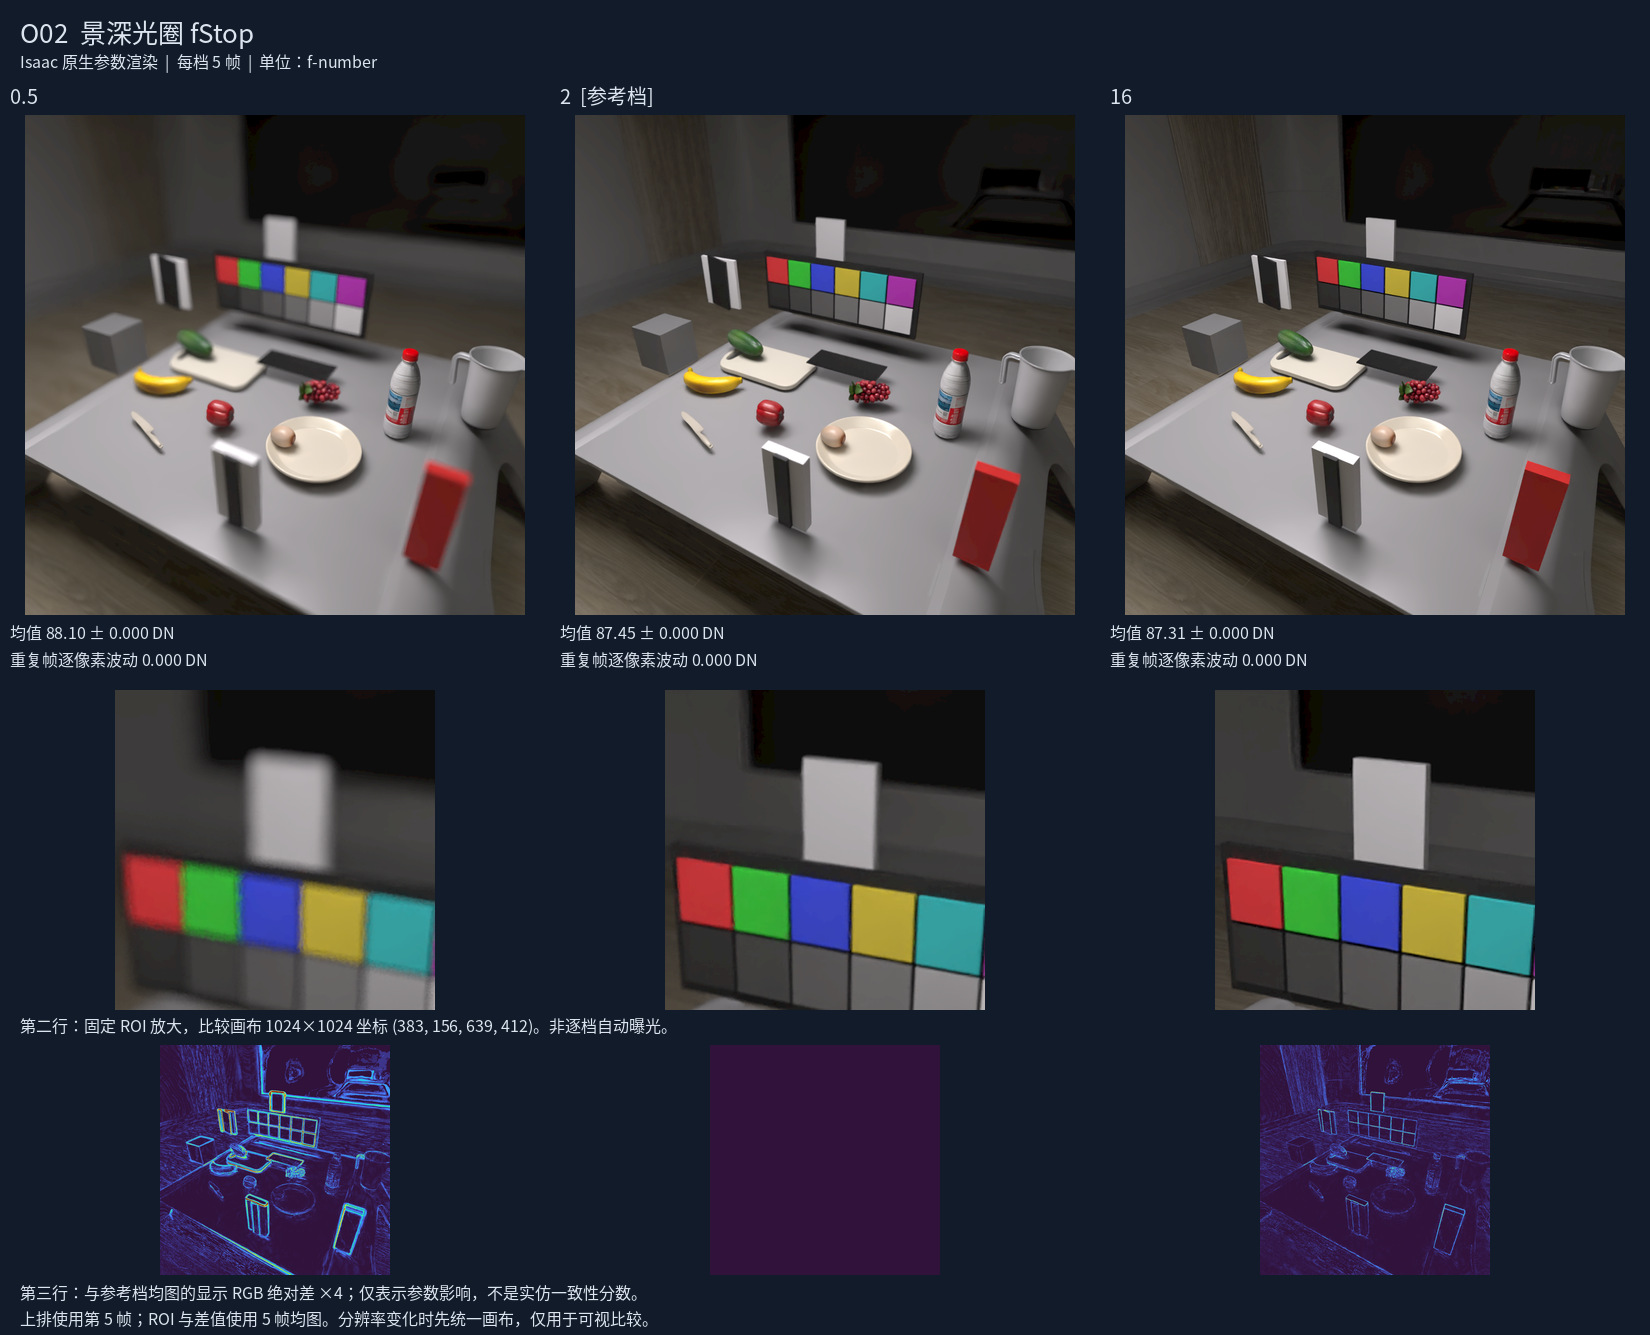 O02 景深光圈 fStop
Isaac 原生参数渲染 | 每档 5 帧 | 单位：f-number
0.5
2 [参考档]
16
均值 88.10 ± 0.000 DN
重复帧逐像素波动 0.000 DN
均值 87.45 ± 0.000 DN
重复帧逐像素波动 0.000 DN
均值 87.31 ± 0.000 DN
重复帧逐像素波动 0.000 DN
第二行：固定 ROI 放大，比较画布 1024×1024 坐标 (383, 156, 639, 412)。非逐档自动曝光。
第三行：与参考档均图的显示 RGB 绝对差 ×4；仅表示参数影响，不是实仿一致性分数。
上排使用第 5 帧；ROI 与差值使用 5 帧均图。分辨率变化时先统一画布，仅用于可视比较。